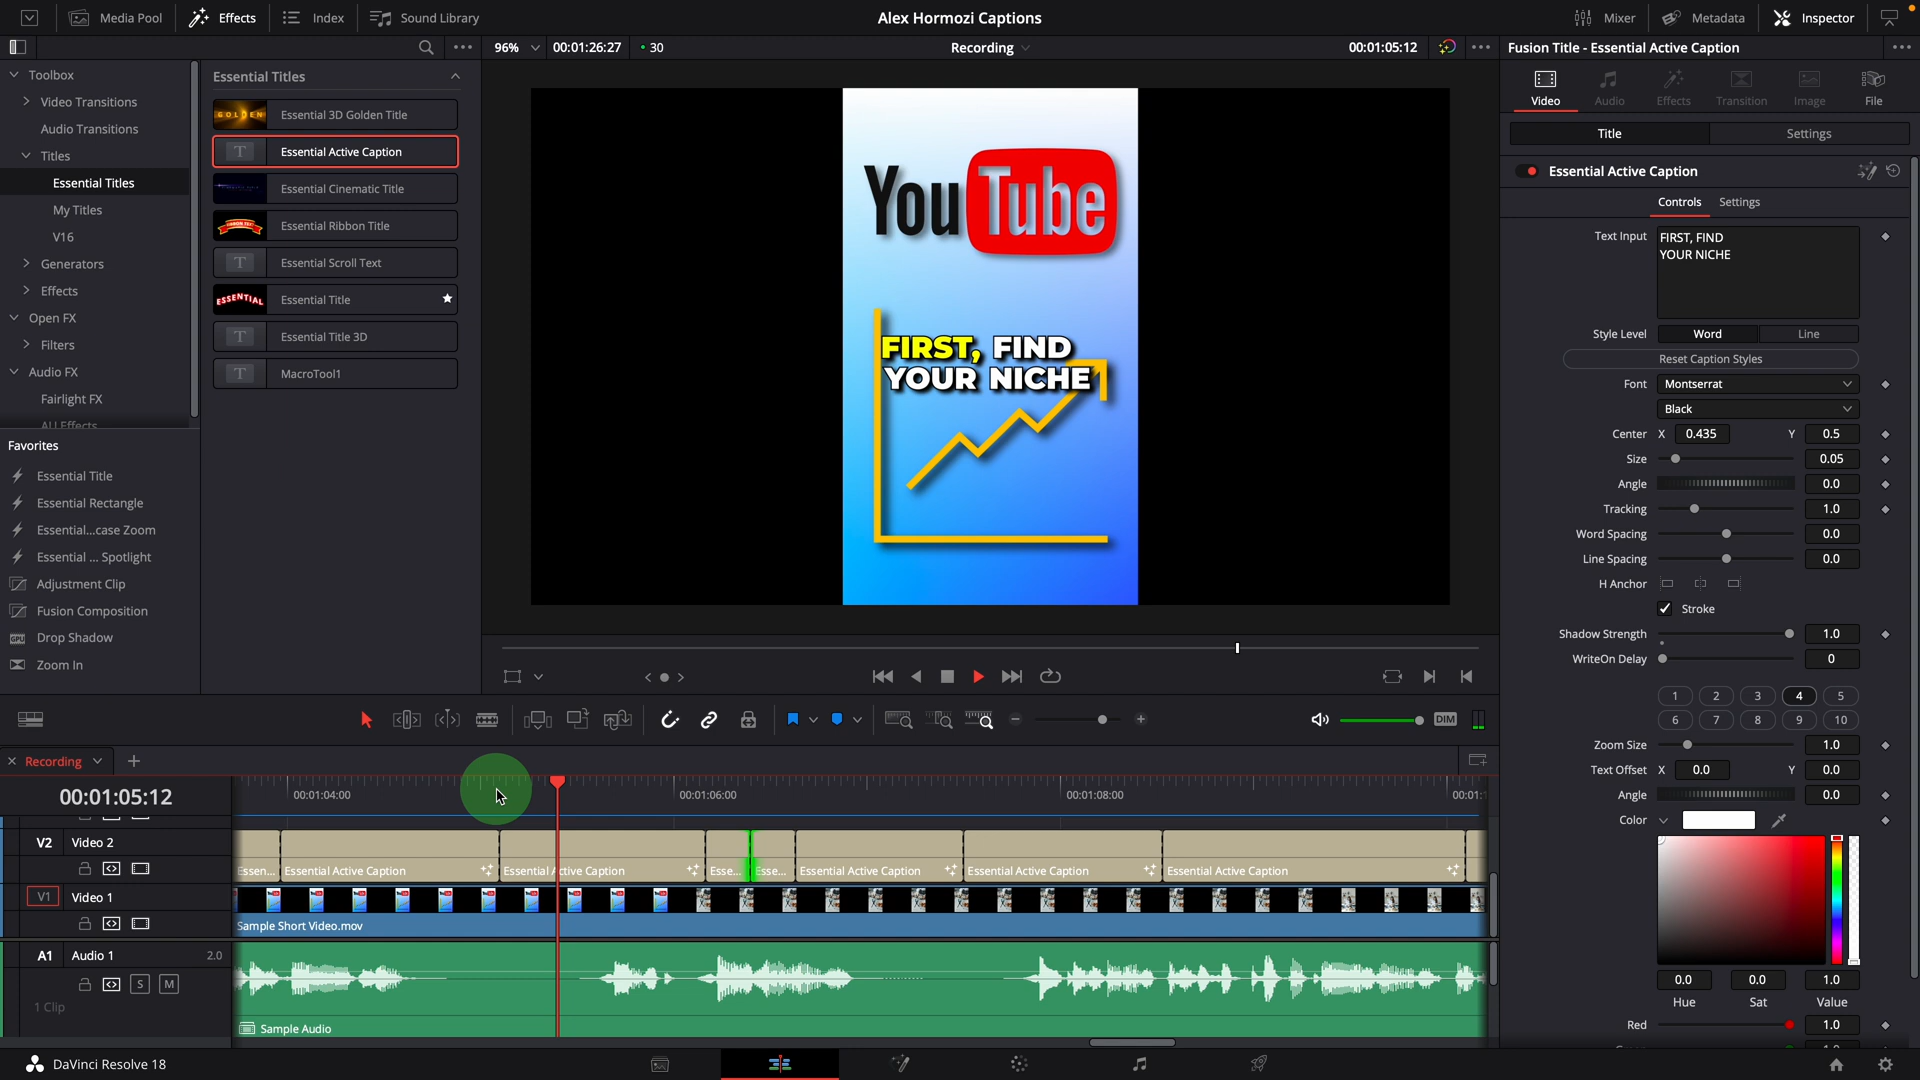 Media Pool
Effects
Index
Sound Library
Alex Hormozi Captions
Mixer
Metadata
Inspector
96%
00:01:26:27
30
Recording
00:01:05:12
Fusion Title - Essential Active Caption
Toolbox
Video Transitions
Audio Transitions
Titles
Essential Titles
My Titles
V16
Generators
Effects
Open FX
Filters
Audio FX
Fairlight FX
AU Effects
Favorites
Essential Title
Essential Rectangle
Essential...case Zoom
Essential ... Spotlight
Adjustment Clip
Fusion Composition
Drop Shadow
Zoom In
Essential Titles
GOLDEN
Essential 3D Golden Title
T Essential Active Caption
Essential Cinematic Title
Essential Ribbon Title
T Essential Scroll Text
ESSENTIAL
Essential Title
T Essential Title 3D
T MacroTool1
YouTube
FIRST, FIND
YOUR NICHE
Video
Audio
Effects
Transition
Image
File
Title
Settings
Essential Active Caption
Controls
Settings
Text Input
FIRST, FIND
YOUR NICHE
Style Level
Word
Line
Reset Caption Styles
Font
Montserrat
Black
Center X 0.435 Y 0.5
Size 0.05
Angle 0.0
Tracking 1.0
Word Spacing 0.0
Line Spacing 0.0
H Anchor
Stroke
Shadow Strength 1.0
WriteOn Delay 0
1 2 3 4 5
6 7 8 9 10
Zoom Size 1.0
Text Offset X 0.0 Y 0.0
Angle 0.0
Color
0.0 0.0 1.0
Hue Sat Value
Red 1.0
DIM
Recording
00:01:05:12
00:01:04:00
00:01:06:00
00:01:08:00
00:01:1
V2 Video 2
Essen...
Essential Active Caption
Essential Active Caption
Esse...
Esse...
Essential Active Caption
Essential Active Caption
Essential Active Caption
V1 Video 1
Sample Short Video.mov
A1 Audio 1 2.0
S M
1 Clip
Sample Audio
DaVinci Resolve 18